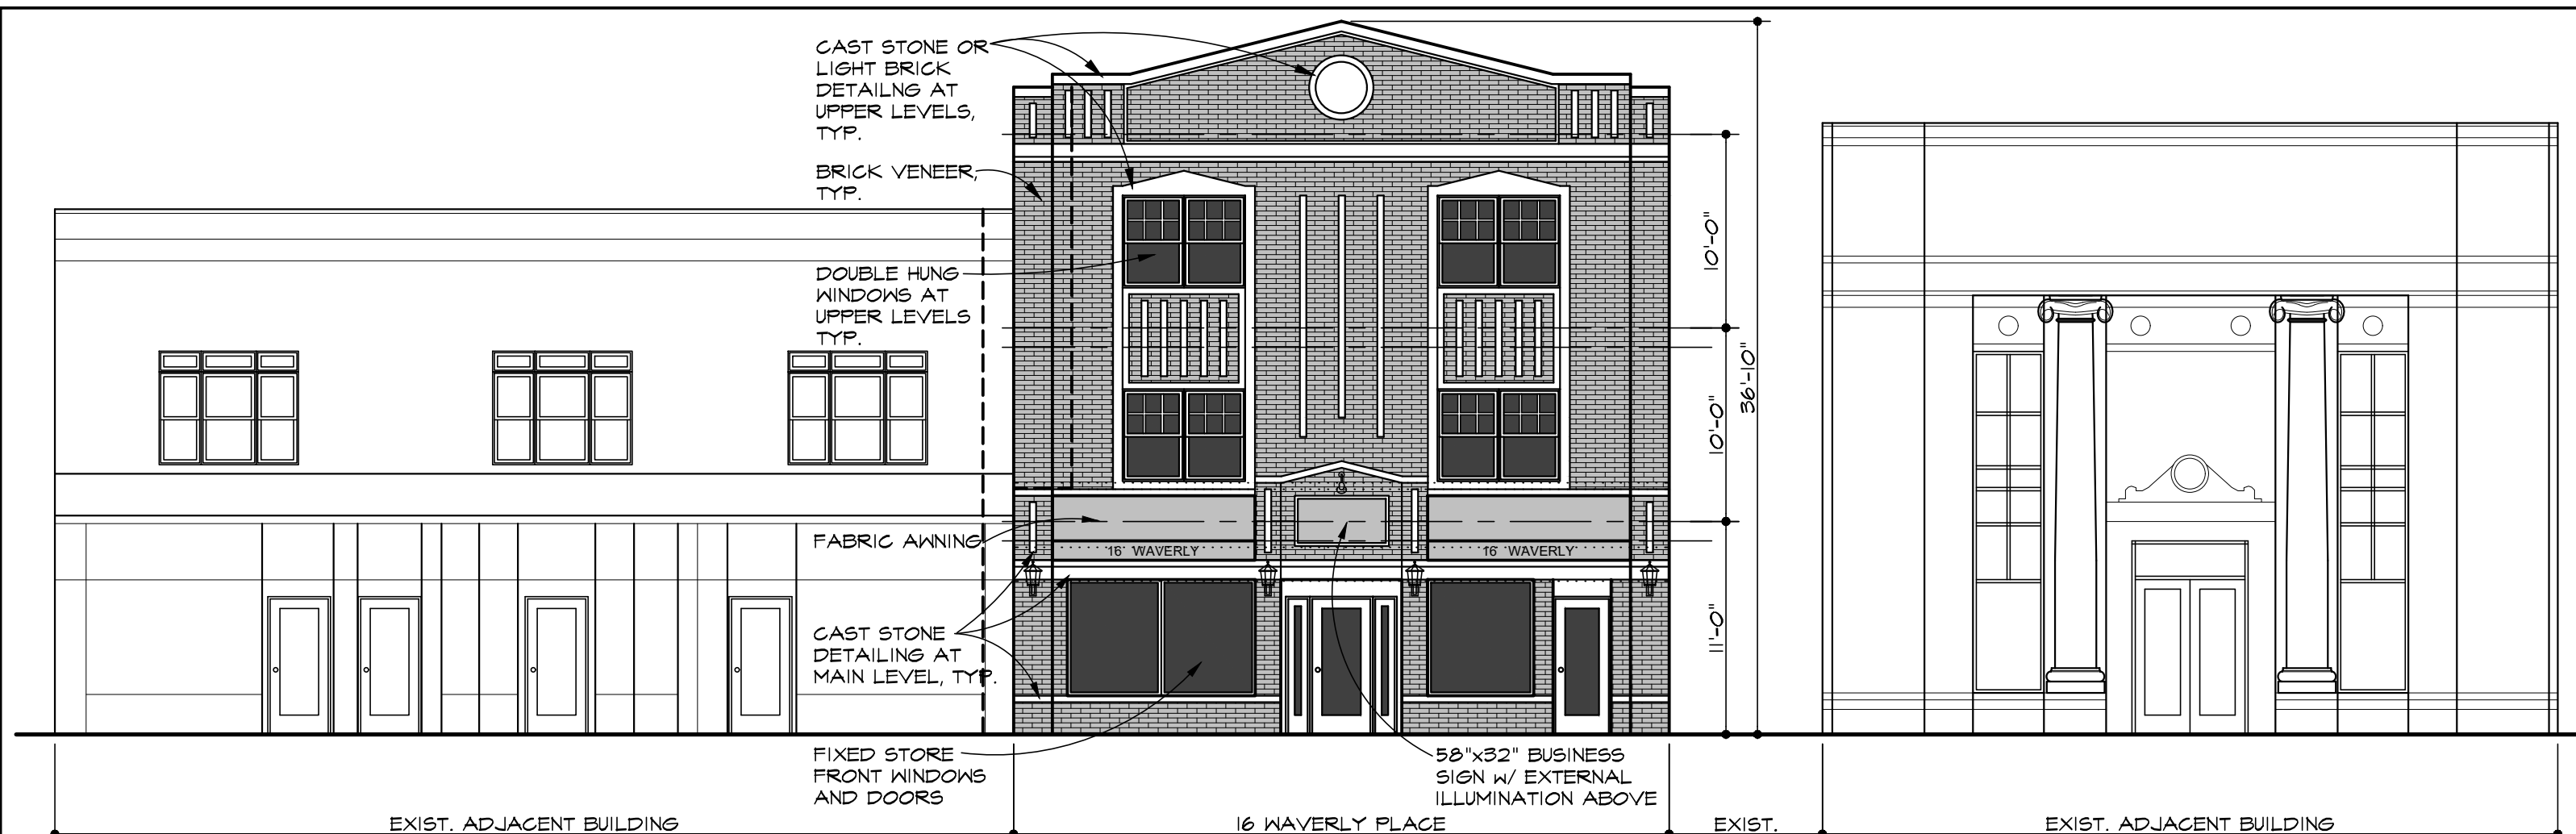 CAST STONE OR
LIGHT BRICK
DETAILNG AT
UPPER LEVELS,
TYP.
BRICK VENEER,
TYP.
DOUBLE HUNG
WINDOWS AT
UPPER LEVELS
TYP.
FABRIC AWNING
CAST STONE
DETAILING AT
MAIN LEVEL, TYP.
FIXED STORE
FRONT WINDOWS
AND DOORS
16 WAVERLY
16 WAVERLY
58"x32" BUSINESS
SIGN W/ EXTERNAL
ILLUMINATION ABOVE
10'-0"
10'-0"
11'-0"
36'-10"
EXIST. ADJACENT BUILDING
16 WAVERLY PLACE
EXIST.
EXIST. ADJACENT BUILDING